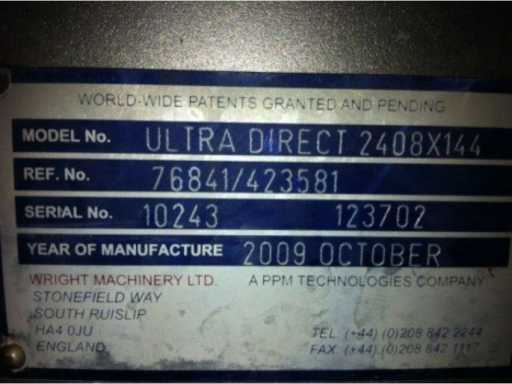 WORLD-WIDE PATENTS GRANTED AND PENDING
MODEL No. ULTRA DIRECT 2408X144
REF. No. 76841/423581
SERIAL No. 10243 123702
YEAR OF MANUFACTURE 2009 OCTOBER
WRIGHT MACHINERY LTD. A PPM TECHNOLOGIES COMPANY
STONEFIELD WAY
SOUTH RUISLIP
HA4 0JU TEL. (+44) (0)208 842 2244
ENGLAND FAX. (+44) (0)208 842 1117